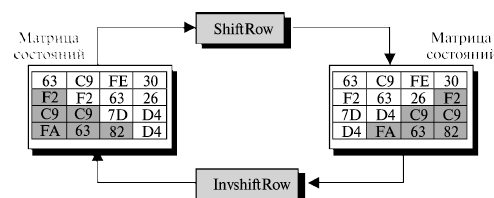 ShiftRow
Матрица
состояний
Матрица
состояний
63 C9 FE 30
F2 F2 63 26
C9 C9 7D D4
FA 63 82 D4
63 C9 FE 30
F2 63 26 F2
7D D4 C9 C9
D4 FA 63 82
InvshiftRow